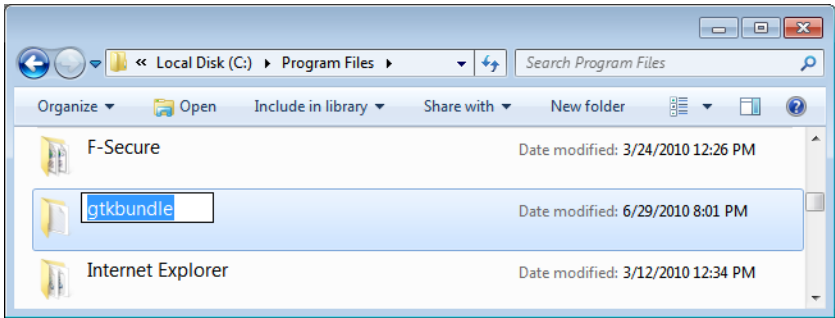 « Local Disk (C:) ▸ Program Files ▸ Search Program Files
Organize Open Include in library Share with New folder
F-Secure Date modified: 3/24/2010 12:26 PM
gtkbundle Date modified: 6/29/2010 8:01 PM
Internet Explorer Date modified: 3/12/2010 12:34 PM